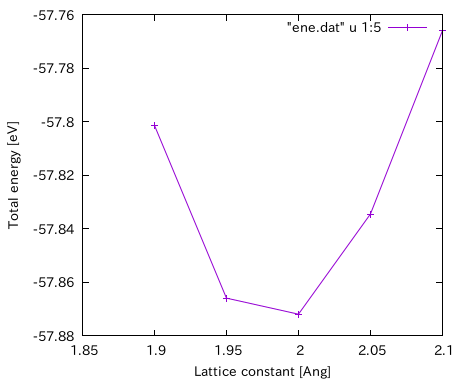 -57.76
"ene.dat" u 1:5
-57.78
-57.8
-57.82
-57.84
-57.86
-57.88
Total energy [eV]
1.85 1.9 1.95 2 2.05 2.1
Lattice constant [Ang]